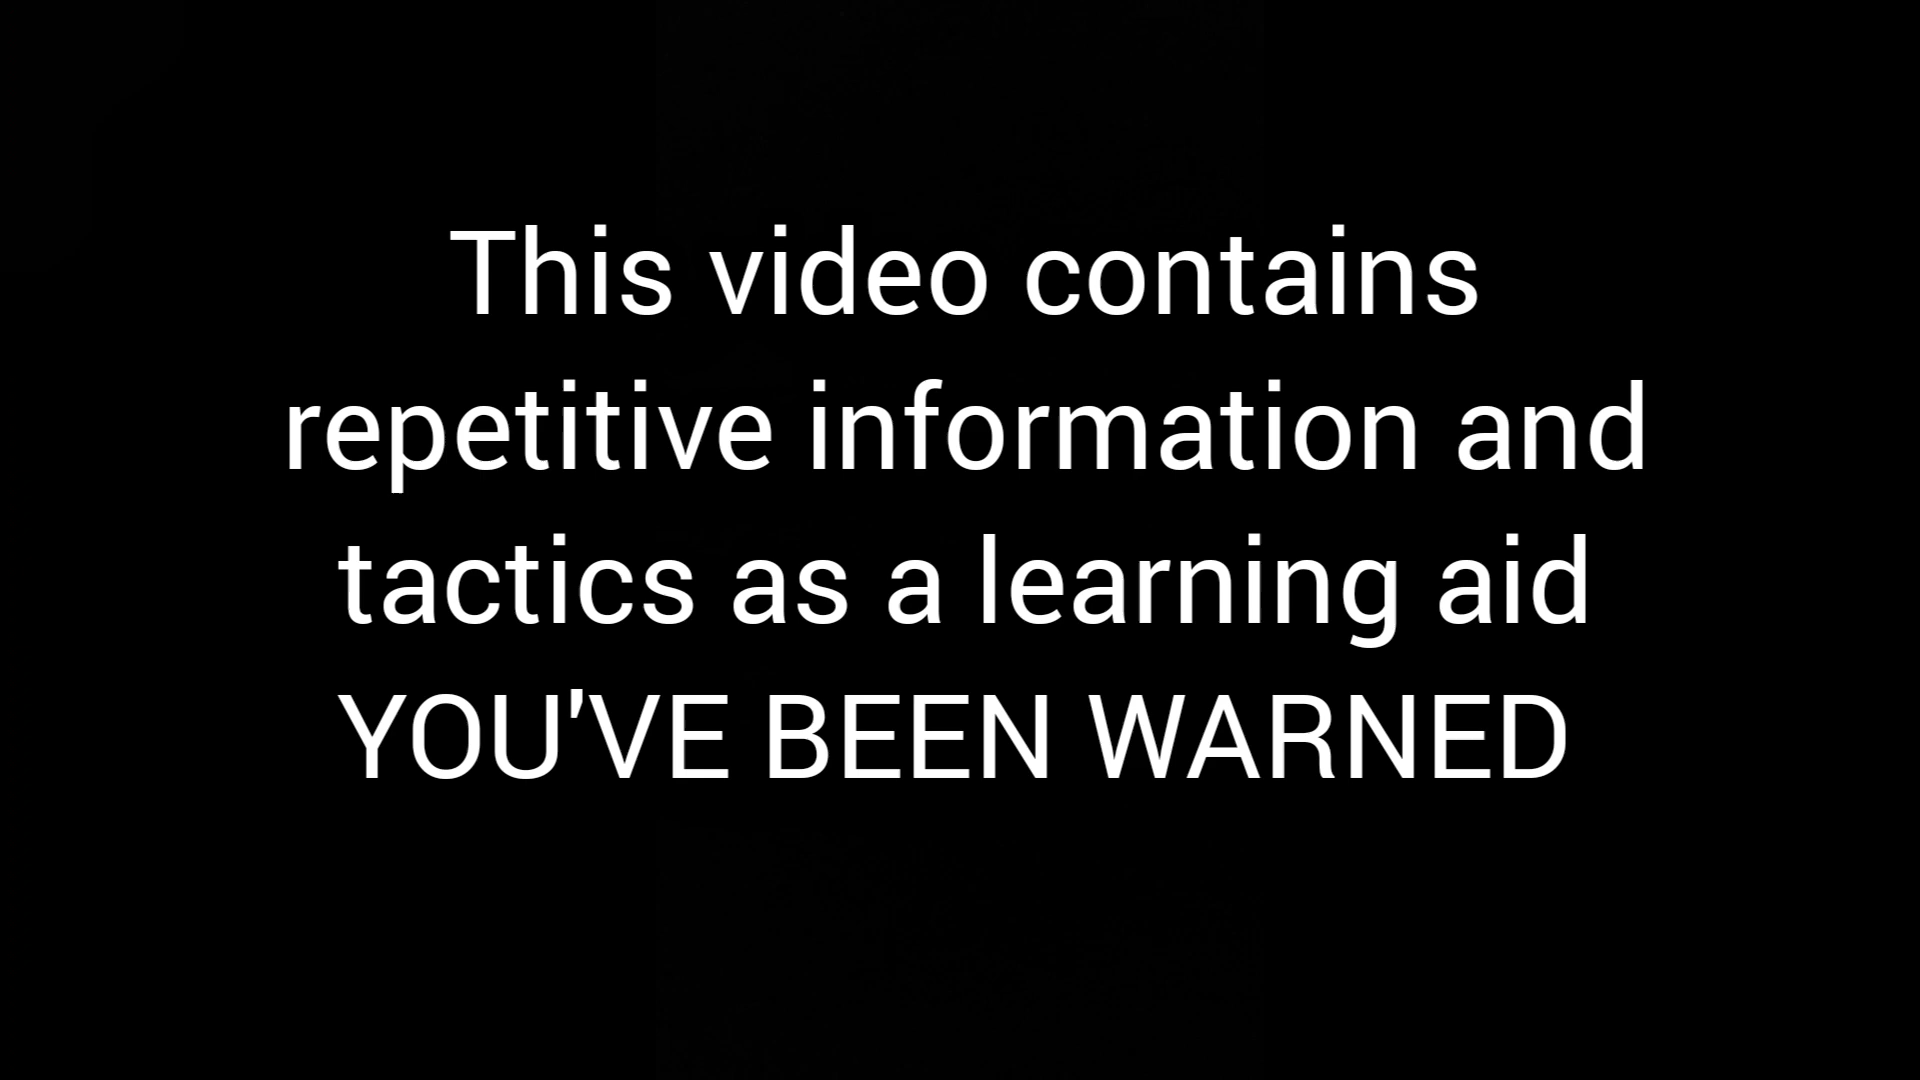 This video contains
repetitive information and
tactics as a learning aid
YOU'VE BEEN WARNED